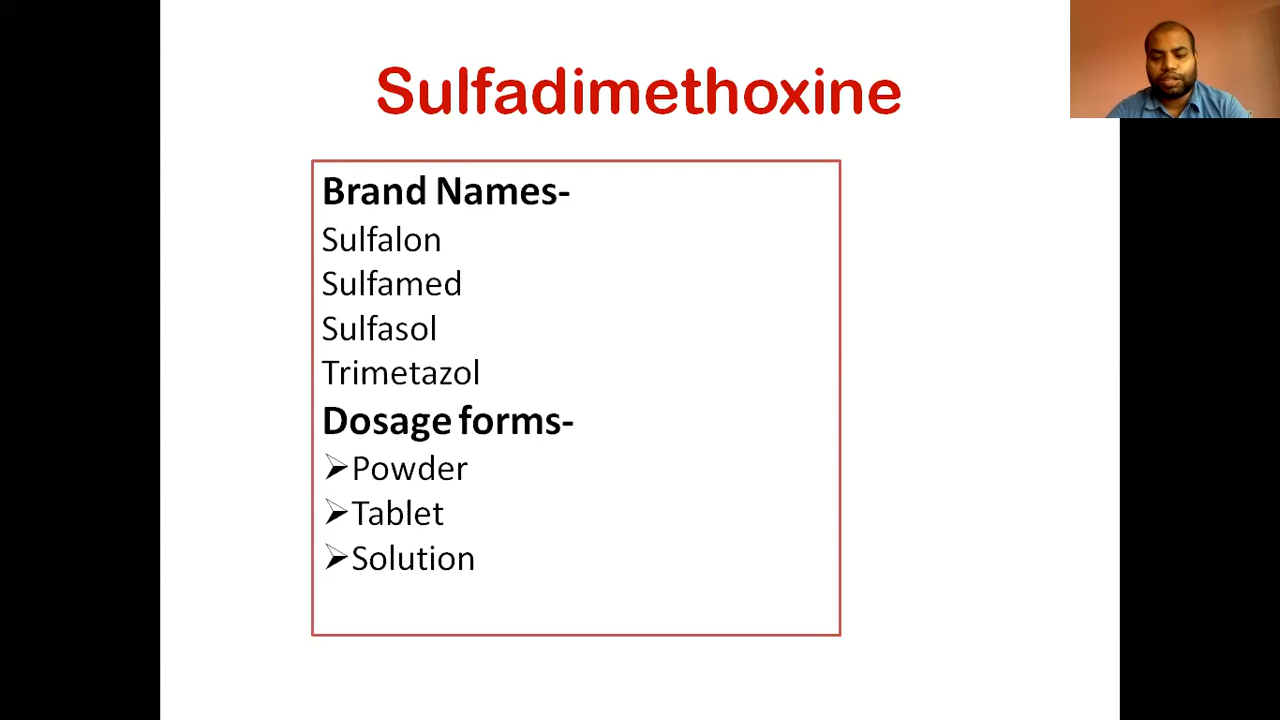 Sulfadimethoxine
Brand Names-
Sulfalon
Sulfamed
Sulfasol
Trimetazol
Dosage forms-
➢Powder
➢Tablet
➢Solution